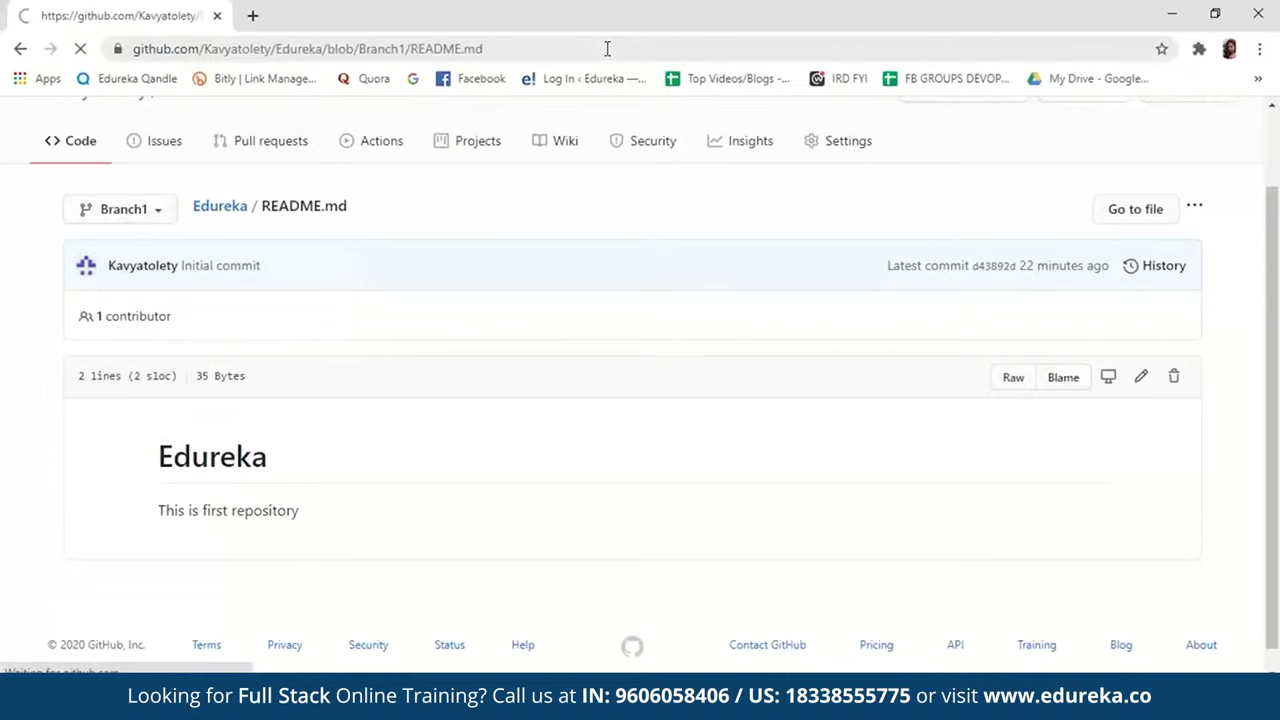 https://github.com/Kavyatolety/
github.com/Kavyatolety/Edureka/blob/Branch1/README.md
Apps Edureka Qandle Bitly | Link Manage... Quora Facebook Log In ‹ Edureka —... Top Videos/Blogs -... IRD FYI FB GROUPS DEVOP... My Drive - Google... »
Code Issues Pull requests Actions Projects Wiki Security Insights Settings
Branch1 Edureka / README.md Go to file ...
Kavyatolety Initial commit Latest commit d43892d 22 minutes ago History
1 contributor
2 lines (2 sloc) 35 Bytes Raw Blame
Edureka
This is first repository
© 2020 GitHub, Inc. Terms Privacy Security Status Help Contact GitHub Pricing API Training Blog About
Looking for Full Stack Online Training? Call us at IN: 9606058406 / US: 18338555775 or visit www.edureka.co